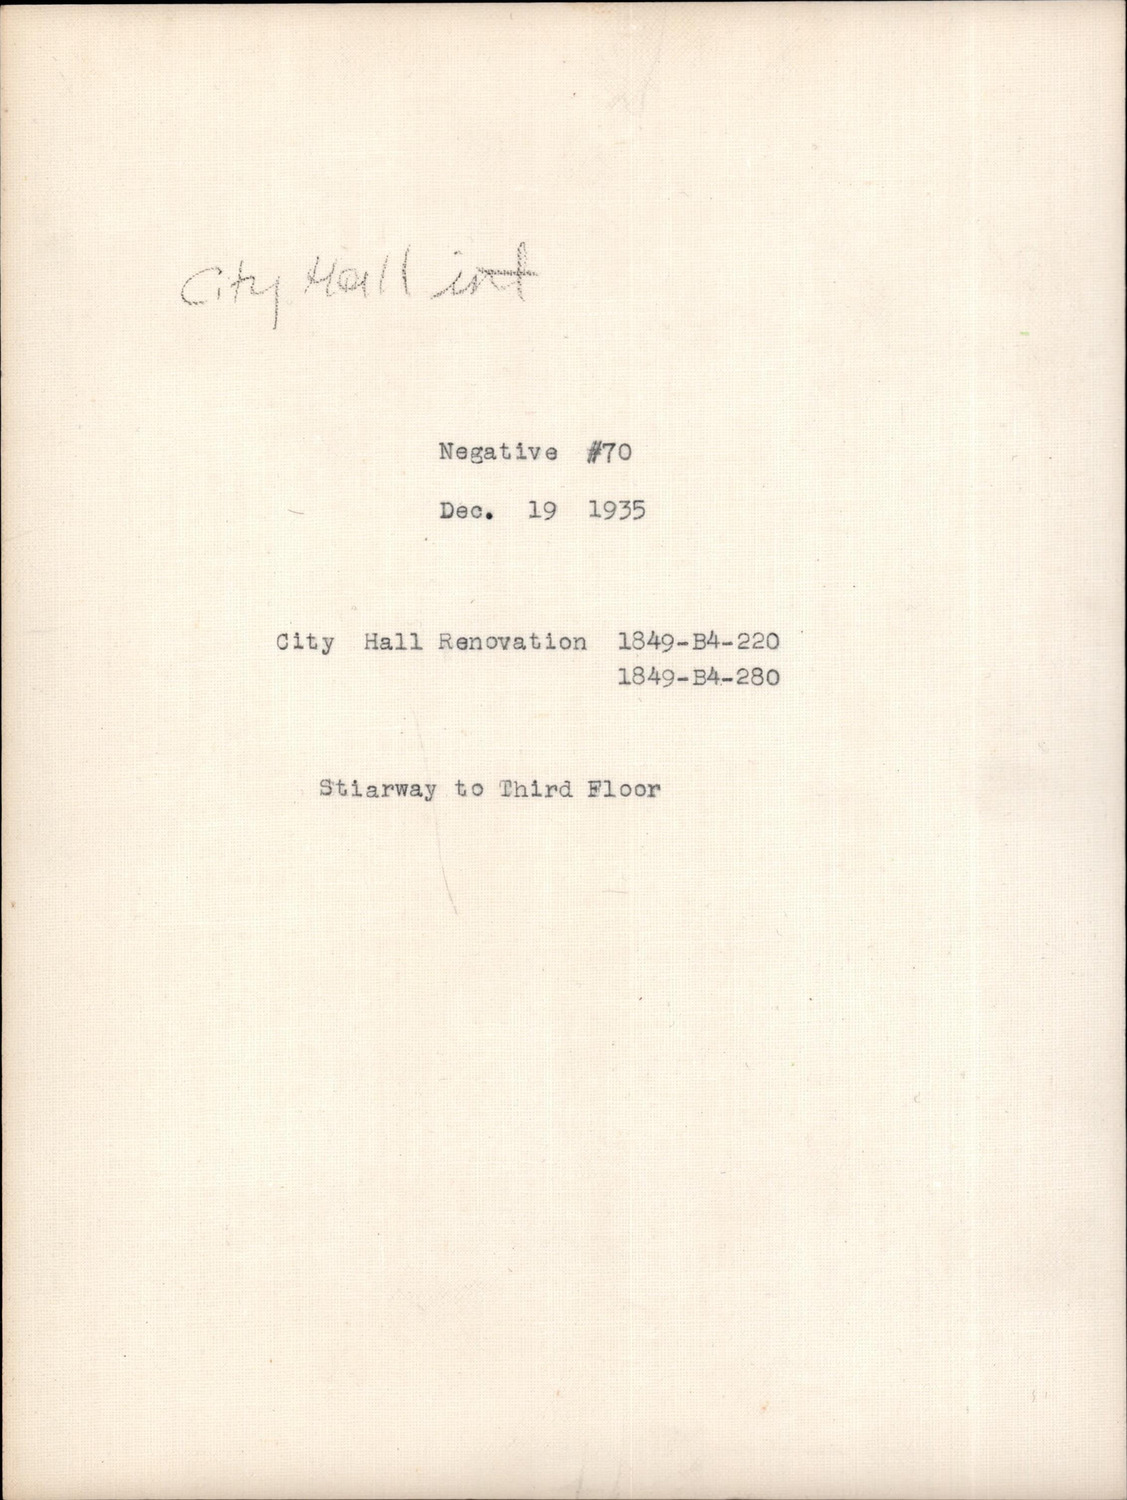 City Hall int
Negative #70
Dec. 19 1935
City Hall Renovation 1849-B4-220
1849-B4-280
Stiarway to Third Floor